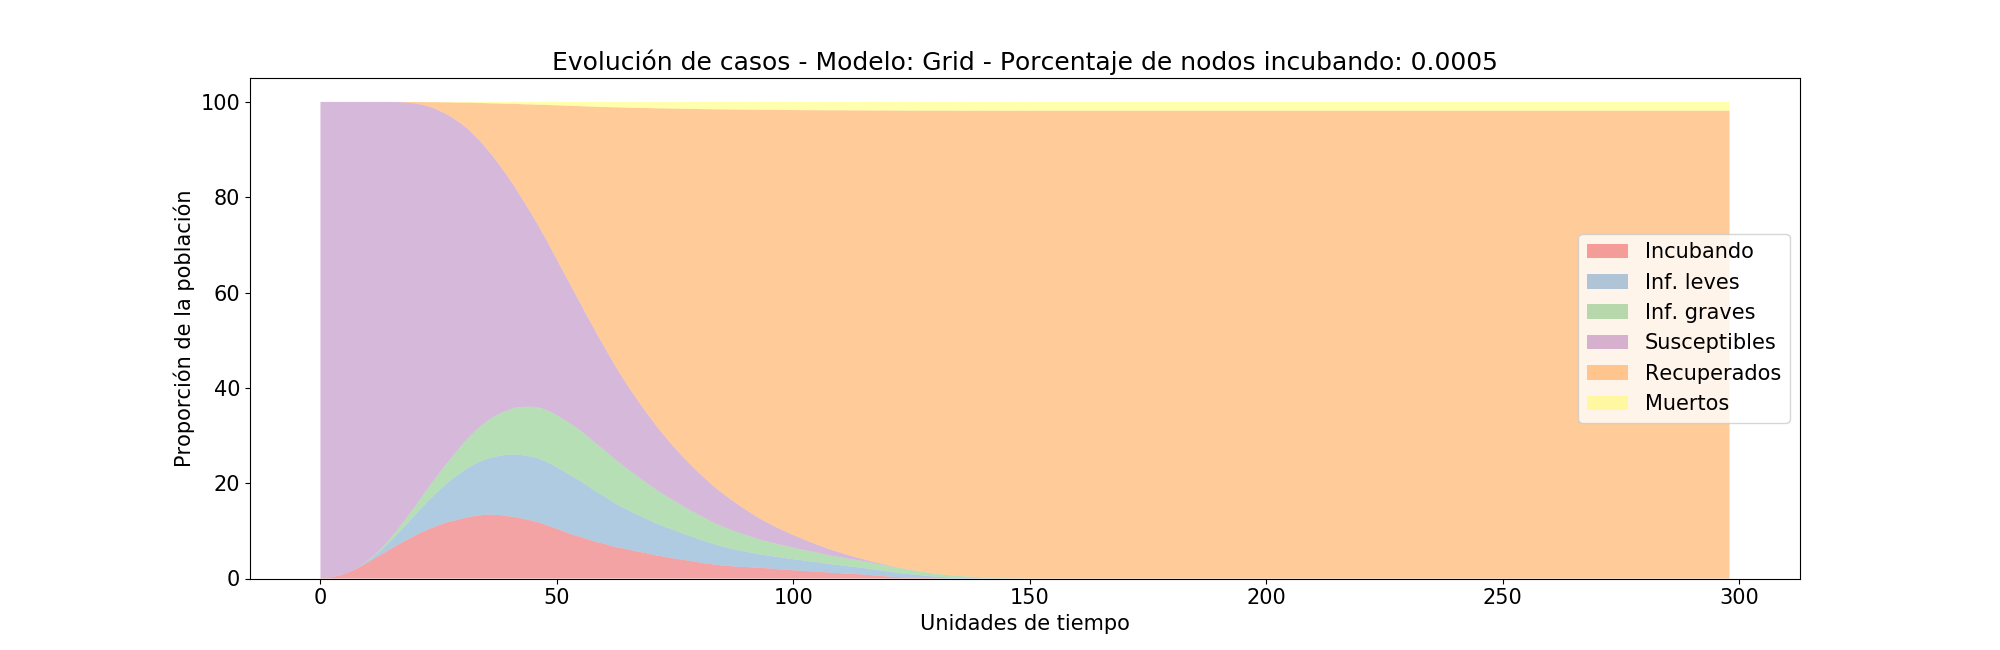 Evolución de casos - Modelo: Grid - Porcentaje de nodos incubando: 0.0005
Proporción de la población
100
80
60
40
20
0
Incubando
Inf. leves
Inf. graves
Susceptibles
Recuperados
Muertos
0 50 100 150 200 250 300
Unidades de tiempo